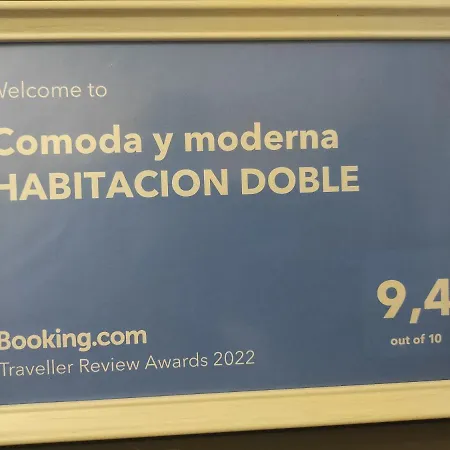 Welcome to
Comoda y moderna
HABITACION DOBLE
9,4
out of 10
Booking.com
Traveller Review Awards 2022